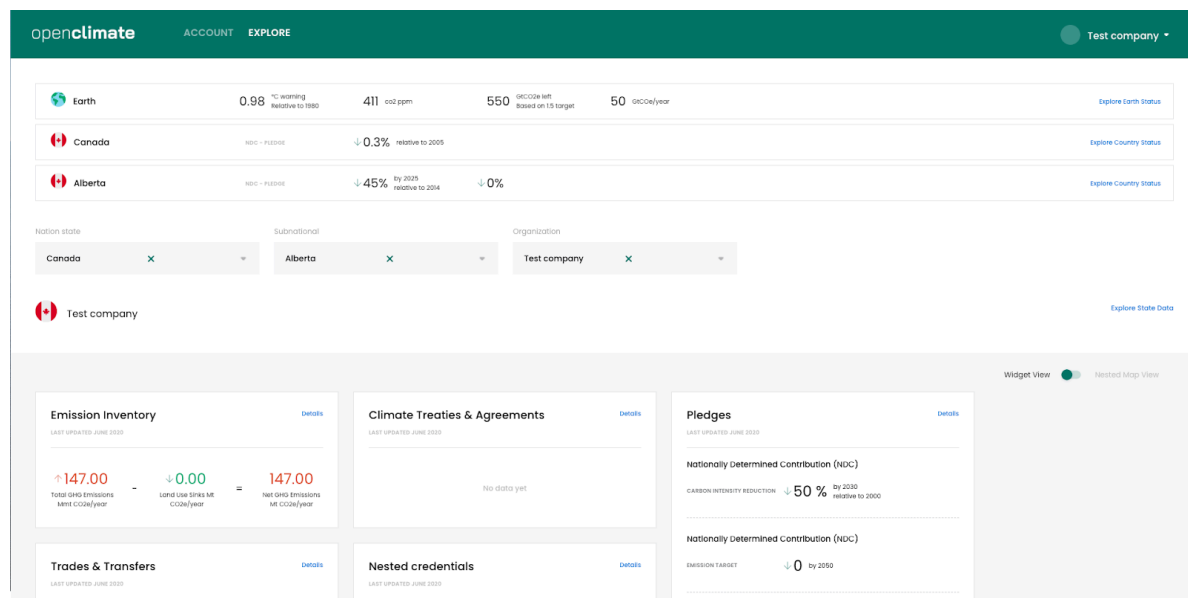 openclimate ACCOUNT EXPLORE Test company
Earth 0.98 °C warning Relative to 1980 411 co2 ppm 550 GtCO2e left Based on 1.5 target 50 GtCOe/year Explore Earth Status
Canada NDC - PLEDGE ↓0.3% relative to 2005 Explore Country Status
Alberta NDC - PLEDGE ↓45% by 2025 relative to 2014 ↓0% Explore Country Status
Nation state Subnational Organization
Canada × Alberta × Test company ×
Test company Explore State Data
Widget View Nested Map View
Emission Inventory Details
LAST UPDATED JUNE 2020
↑147.00 - ↓0.00 = 147.00
Total GHG Emissions Mmt CO2e/year Land Use Sinks Mt CO2e/year Net GHG Emissions Mt CO2e/year
Climate Treaties & Agreements Details
LAST UPDATED JUNE 2020
No data yet
Pledges Details
LAST UPDATED JUNE 2020
Nationally Determined Contribution (NDC)
CARBON INTENSITY REDUCTION ↓50 % by 2030 relative to 2000
Nationally Determined Contribution (NDC)
EMISSION TARGET ↓0 by 2050
Trades & Transfers Details
LAST UPDATED JUNE 2020
Nested credentials Details
LAST UPDATED JUNE 2020